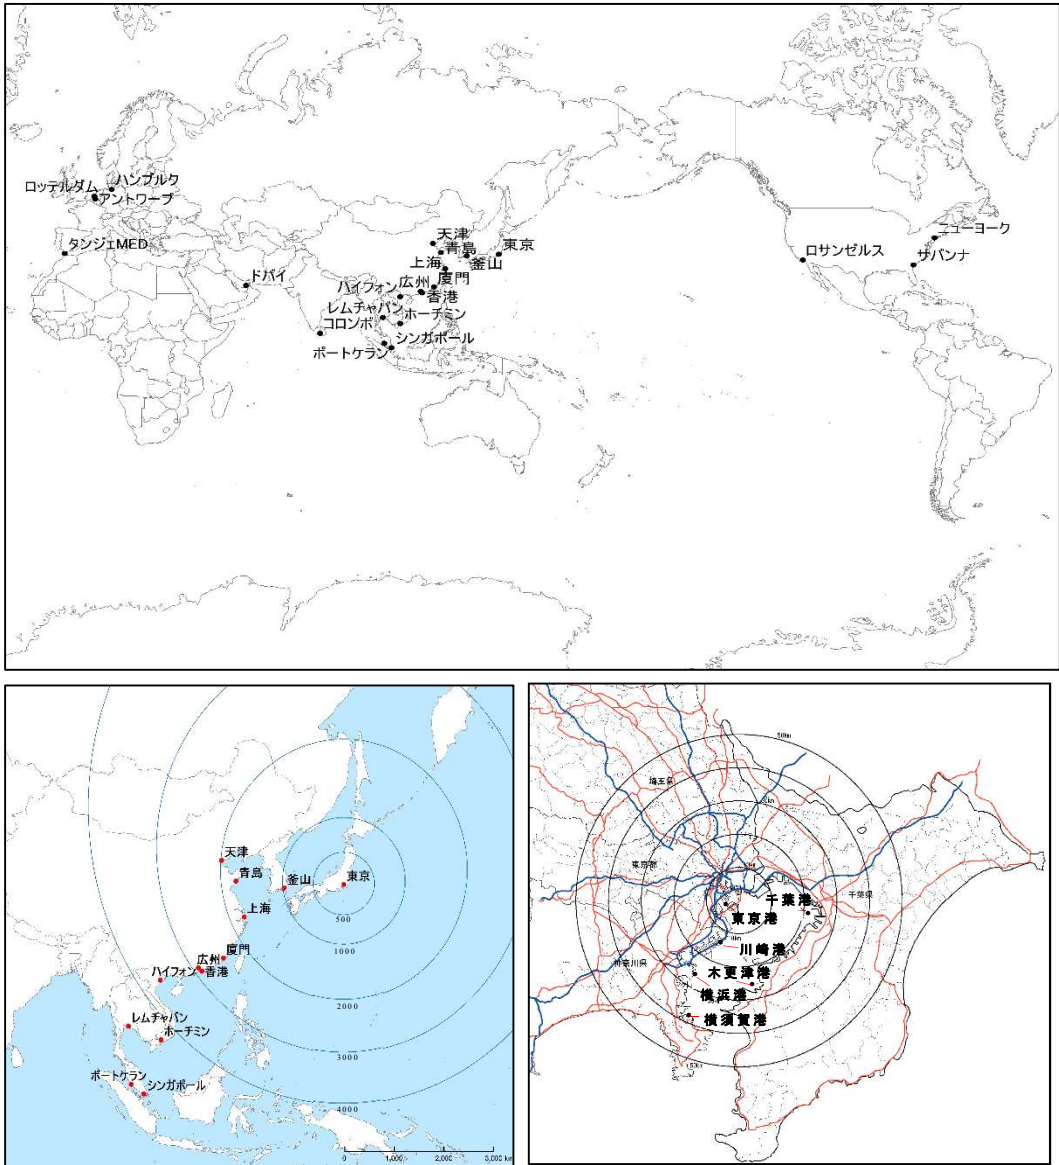 ロッテルダム
ハンブルク
アントワープ
タンジェMED
ドバイ
天津
青島
東京
上海
釜山
広州
厦門
ハイフォン
香港
レムチャバン
ホーチミン
コロンボ
シンガポール
ポートケラン
ニューヨーク
ロサンゼルス
サバンナ
天津
青島
釜山
東京
上海
500
厦門
広州
香港
1000
ハイフォン
2000
レムチャバン
ホーチミン
3000
ポートケラン
シンガポール
4000
0 1,000 2,000 3,000 km
50km
埼玉県
東京都
千葉県
千葉港
東京港
川崎港
神奈川県
木更津港
横浜港
横須賀港